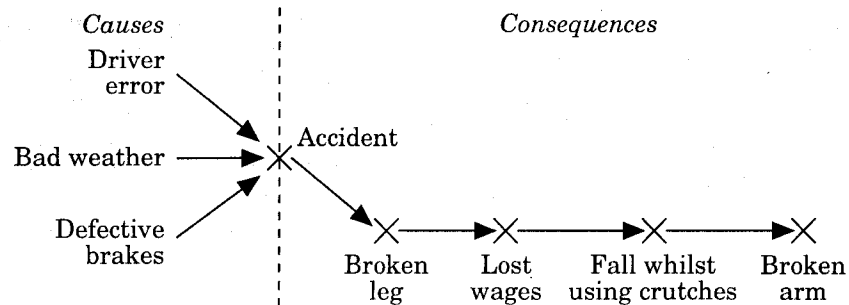 Causes
Consequences
Driver
error
Accident
Bad weather
Defective
brakes
Broken
leg
Lost
wages
Fall whilst
using crutches
Broken
arm